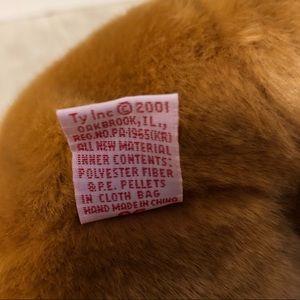 Ty Inc © 2001
OAKBROOK, IL.,
REG.NO.PA-1965(KR)
ALL NEW MATERIAL
INNER CONTENTS:
POLYESTER FIBER
& P.E. PELLETS
IN CLOTH BAG
HAND MADE IN CHINA